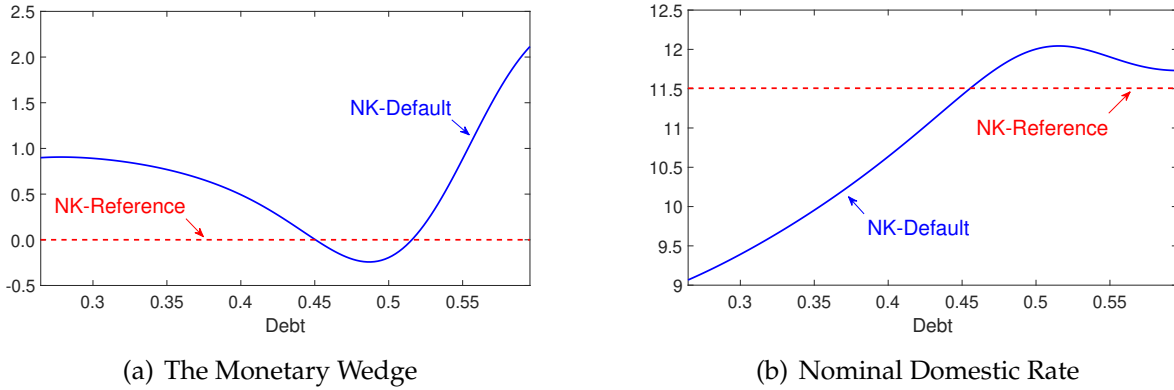 2.5
2.0
1.5
1.0
0.5
0.0
-0.5
NK-Default
NK-Reference
0.3 0.35 0.4 0.45 0.5 0.55
Debt
(a) The Monetary Wedge
12.5
12
11.5
11
10.5
10
9.5
9
NK-Reference
NK-Default
0.3 0.35 0.4 0.45 0.5 0.55
Debt
(b) Nominal Domestic Rate